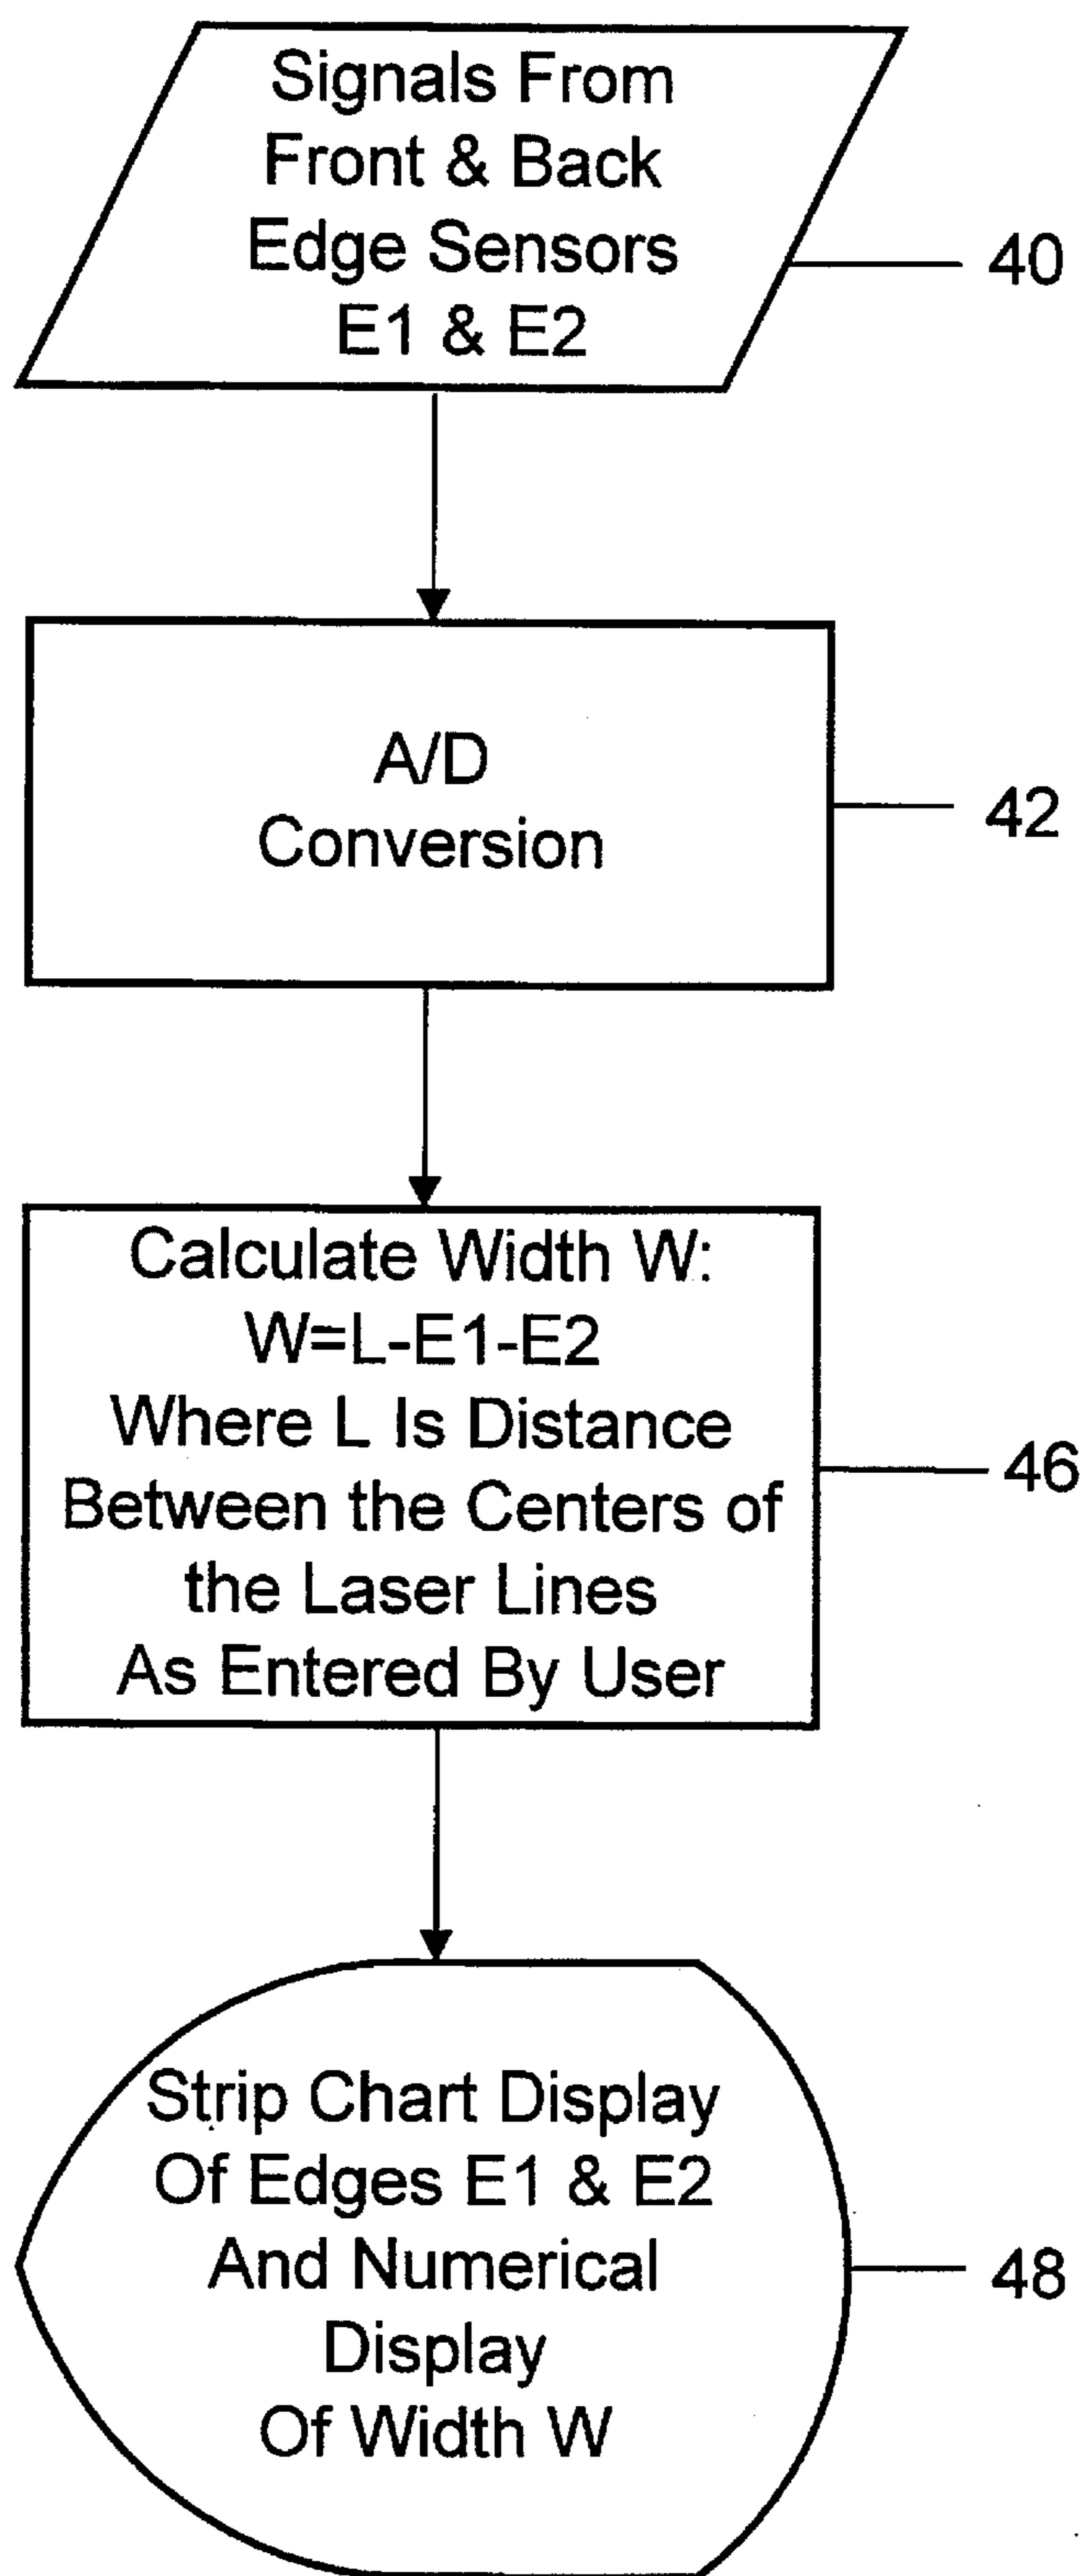 Signals From
Front & Back
Edge Sensors
E1 & E2
40
A/D
Conversion
42
Calculate Width W:
W=L-E1-E2
Where L Is Distance
Between the Centers of
the Laser Lines
As Entered By User
46
Strip Chart Display
Of Edges E1 & E2
And Numerical
Display
Of Width W
48